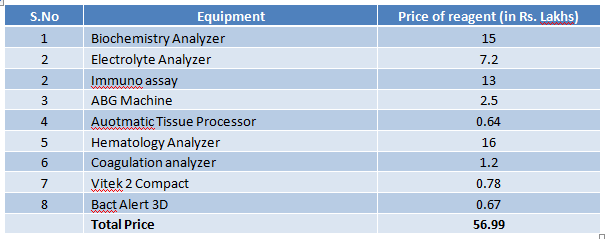 S.No Equipment Price of reagent (in Rs. Lakhs)
1 Biochemistry Analyzer 15
2 Electrolyte Analyzer 7.2
2 Immuno assay 13
3 ABG Machine 2.5
4 Auotmatic Tissue Processor 0.64
5 Hematology Analyzer 16
6 Coagulation analyzer 1.2
7 Vitek 2 Compact 0.78
8 Bact Alert 3D 0.67
Total Price 56.99